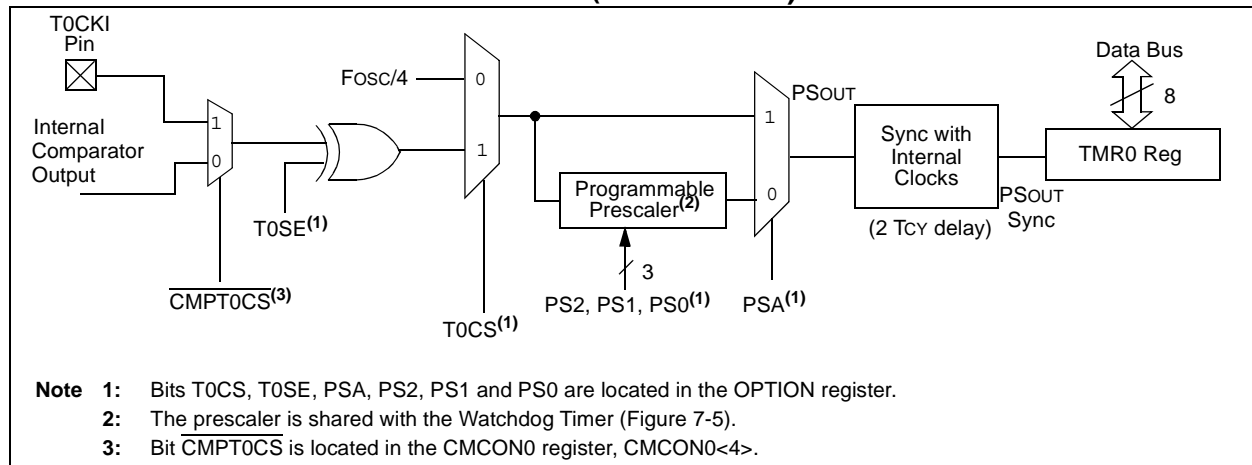 T0CKI
Pin
Internal
Comparator
Output
1
0
T0SE(1)
CMPT0CS(3)
FOSC/4
0
1
T0CS(1)
Programmable
Prescaler(2)
3
PS2, PS1, PS0(1)
1
0
PSA(1)
PSOUT
Sync with
Internal
Clocks
(2 TCY delay)
PSOUT
Sync
Data Bus
8
TMR0 Reg
Note 1: Bits T0CS, T0SE, PSA, PS2, PS1 and PS0 are located in the OPTION register.
2: The prescaler is shared with the Watchdog Timer (Figure 7-5).
3: Bit CMPT0CS is located in the CMCON0 register, CMCON0<4>.